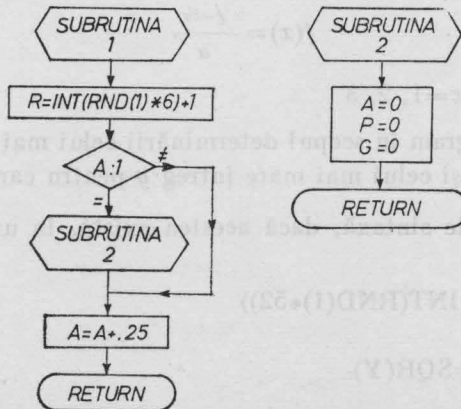 SUBRUTINA
1
R=INT(RND(1)*6)+1
A:1
≠
=
SUBRUTINA
2
A=A+.25
RETURN
SUBRUTINA
2
A=0
P=0
G=0
RETURN